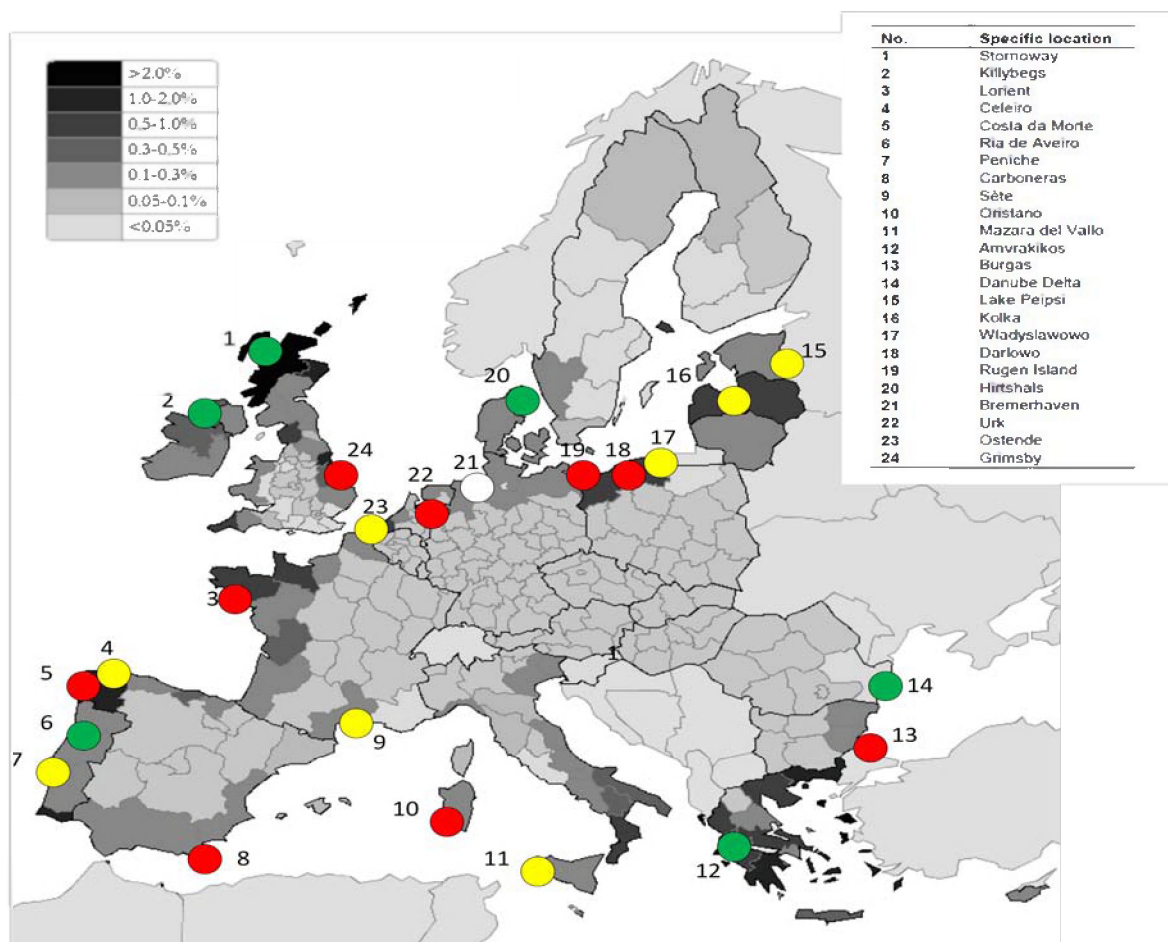 >2.0%
1.0-2.0%
0.5-1.0%
0.3-0.5%
0.1-0.3%
0.05-0.1%
<0.05%
No. Specific location
1 Stornoway
2 Killybegs
3 Lorient
4 Celeiro
5 Costa da Morte
6 Ria de Aveiro
7 Peniche
8 Carboneras
9 Sète
10 Oristano
11 Mazara del Vallo
12 Amvrakikos
13 Burgas
14 Danube Delta
15 Lake Peipsi
16 Kolka
17 Wladyslawowo
18 Darlowo
19 Rugen Island
20 Hirtshals
21 Bremerhaven
22 Urk
23 Ostende
24 Grimsby
1
15
20
16
2
17
24
19
18
22
21
23
3
4
5
14
6
9
13
7
10
11
8
12
1